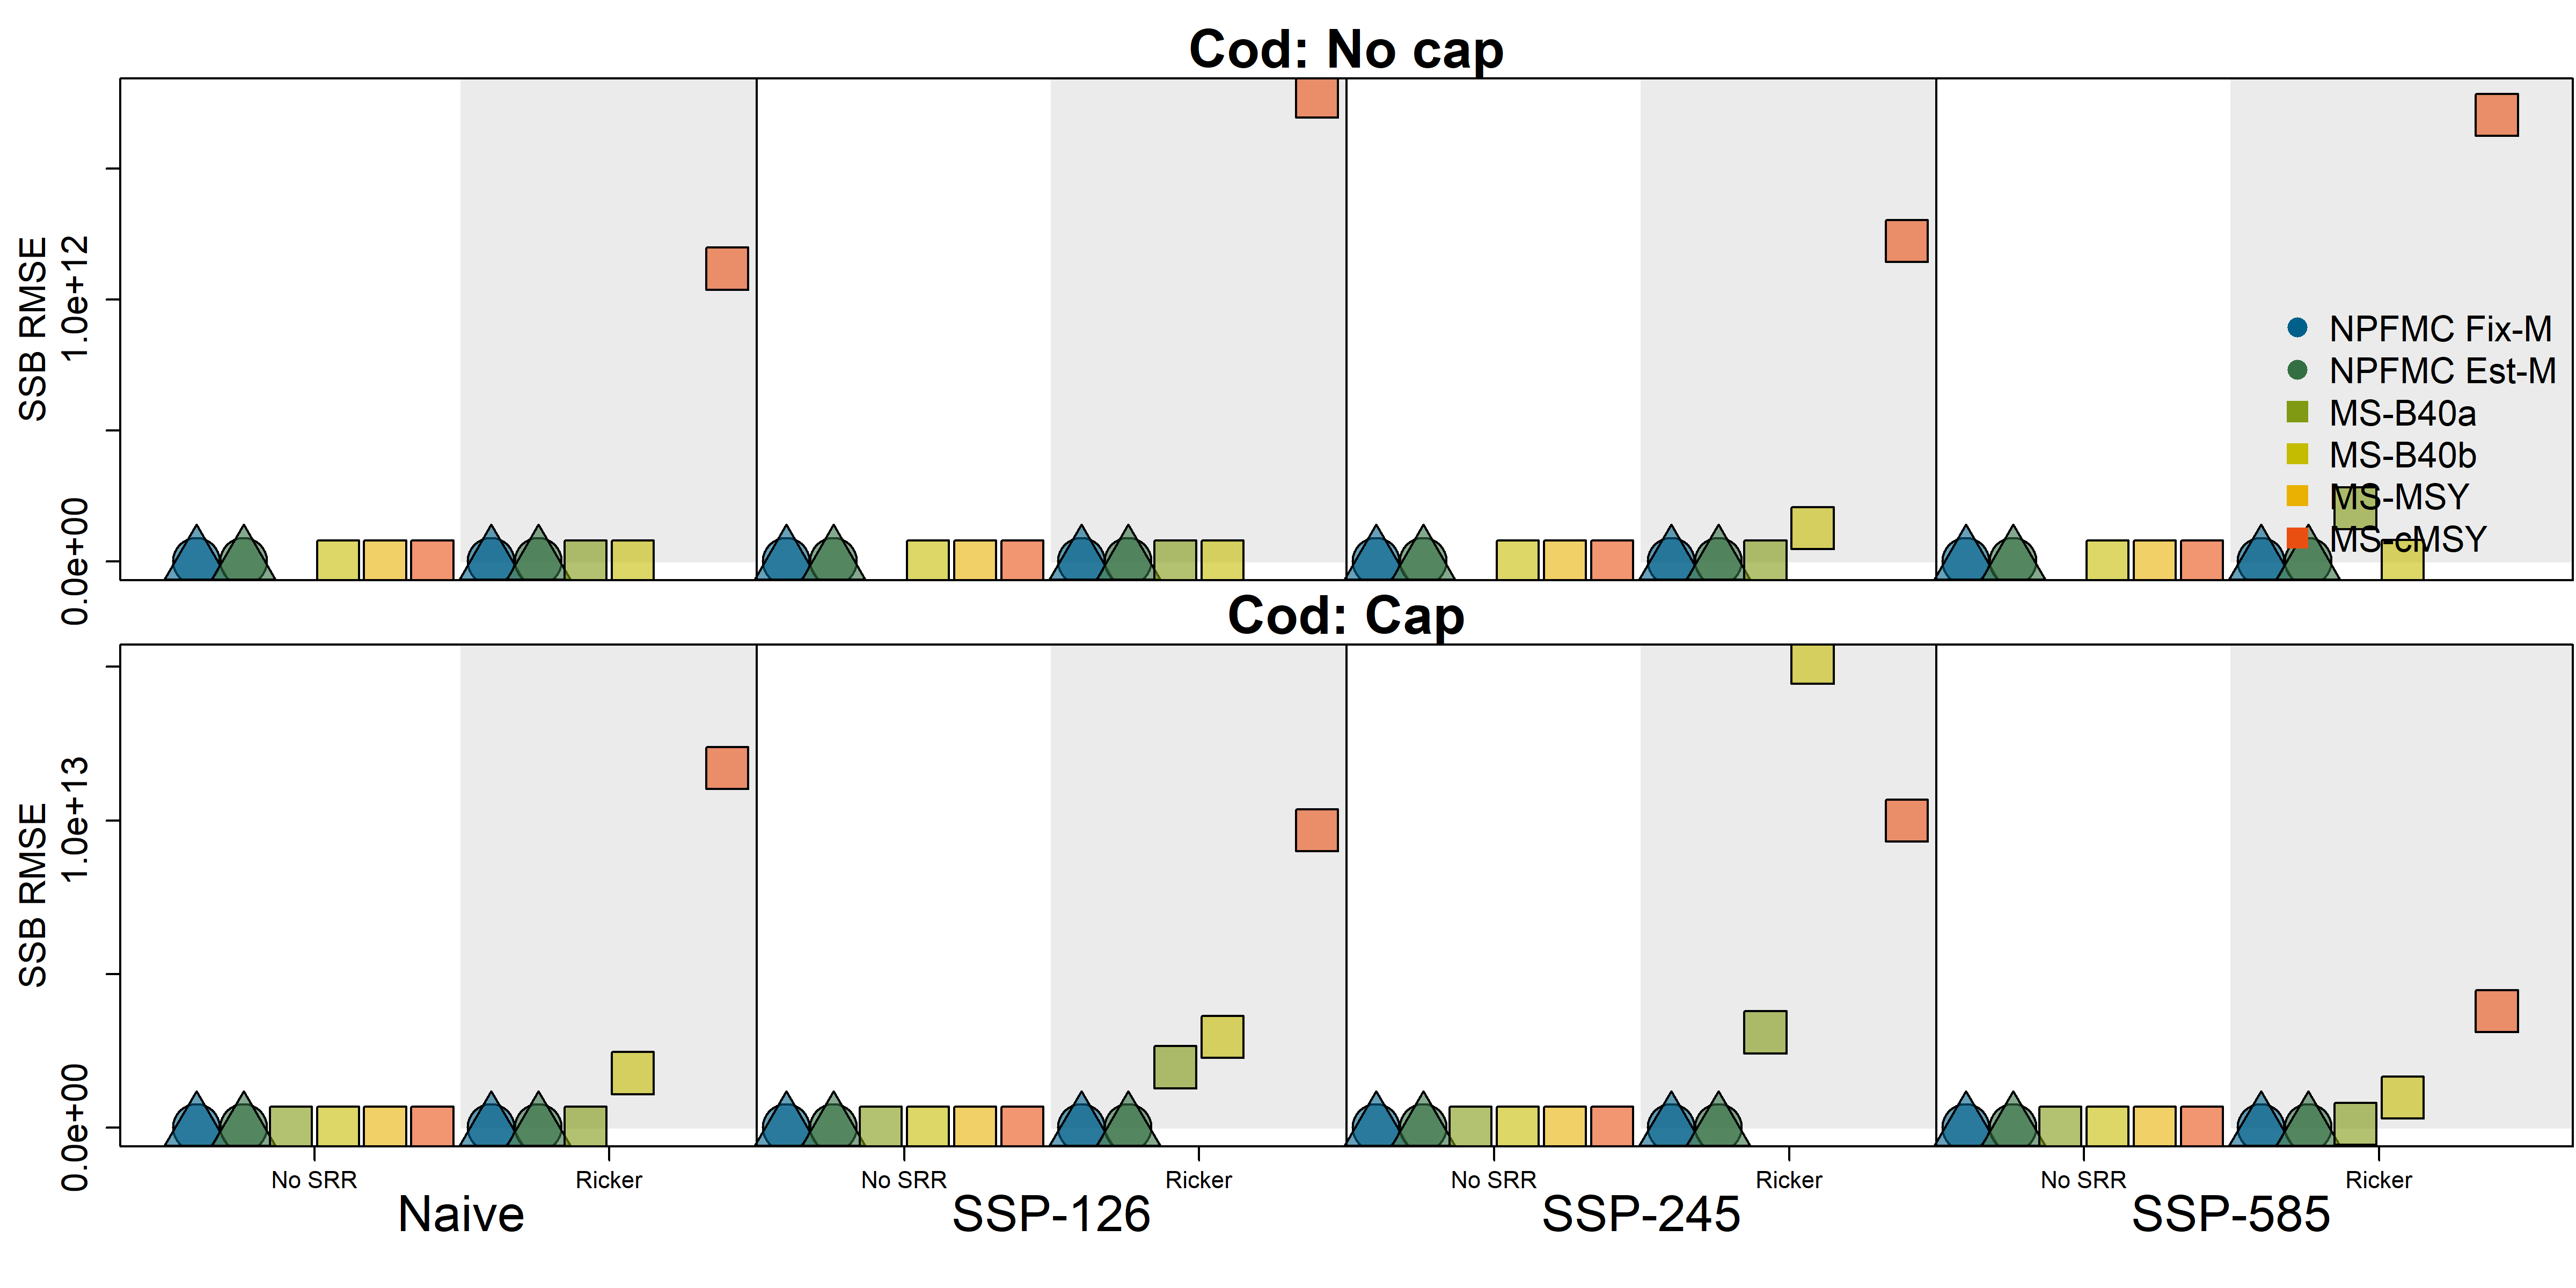 Cod: No cap
SSB RMSE
1.0e+12
0.0e+00
NPFMC Fix-M
NPFMC Est-M
MS-B40a
MS-B40b
MS-MSY
MS-cMSY
Cod: Cap
SSB RMSE
1.0e+13
0.0e+00
No SRR Ricker No SRR Ricker No SRR Ricker No SRR Ricker
Naive SSP-126 SSP-245 SSP-585